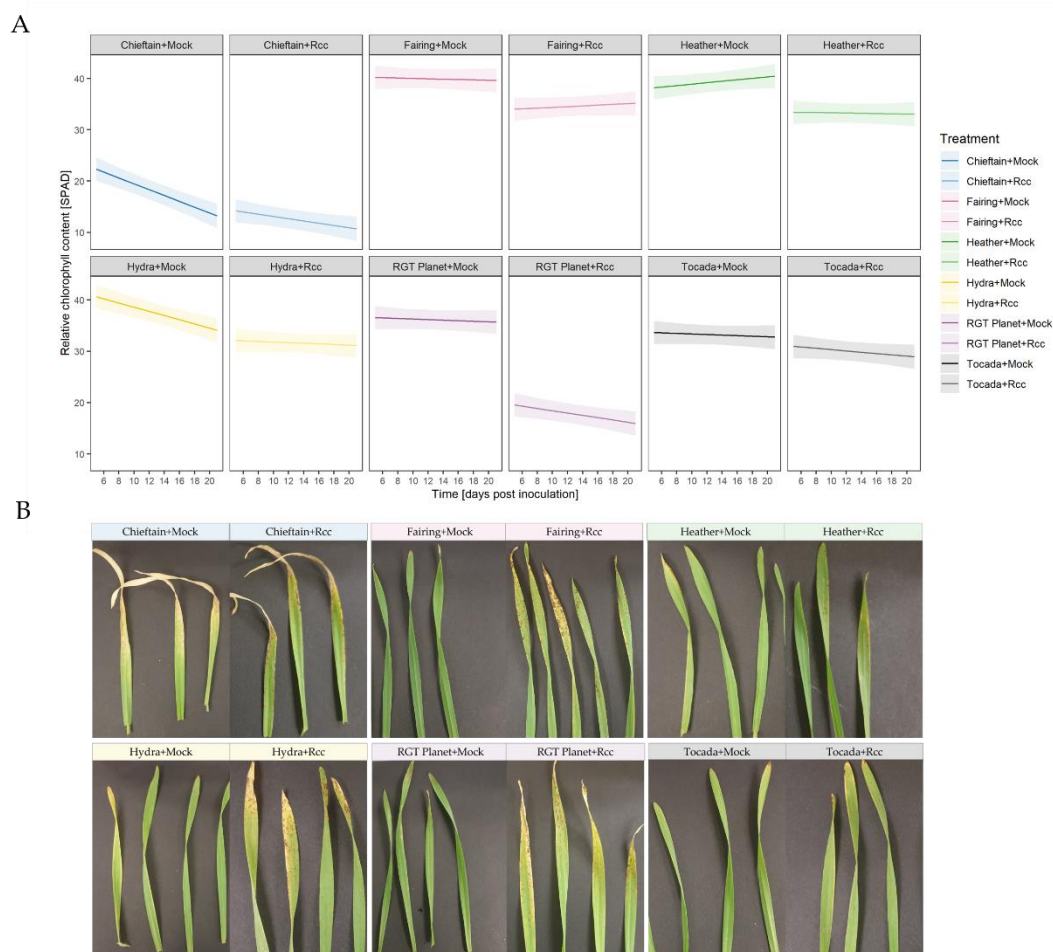 A
Chieftain+Mock Chieftain+Rcc Fairing+Mock Fairing+Rcc Heather+Mock Heather+Rcc
40
30
20
10
Hydra+Mock Hydra+Rcc RGT Planet+Mock RGT Planet+Rcc Tocada+Mock Tocada+Rcc
40
30
20
10
Relative chlorophyll content [SPAD]
6 8 10 12 14 16 18 20 6 8 10 12 14 16 18 20 6 8 10 12 14 16 18 20 6 8 10 12 14 16 18 20 6 8 10 12 14 16 18 20 6 8 10 12 14 16 18 20
Time [days post inoculation]
Treatment
Chieftain+Mock
Chieftain+Rcc
Fairing+Mock
Fairing+Rcc
Heather+Mock
Heather+Rcc
Hydra+Mock
Hydra+Rcc
RGT Planet+Mock
RGT Planet+Rcc
Tocada+Mock
Tocada+Rcc
B
Chieftain+Mock Chieftain+Rcc Fairing+Mock Fairing+Rcc Heather+Mock Heather+Rcc
Hydra+Mock Hydra+Rcc RGT Planet+Mock RGT Planet+Rcc Tocada+Mock Tocada+Rcc